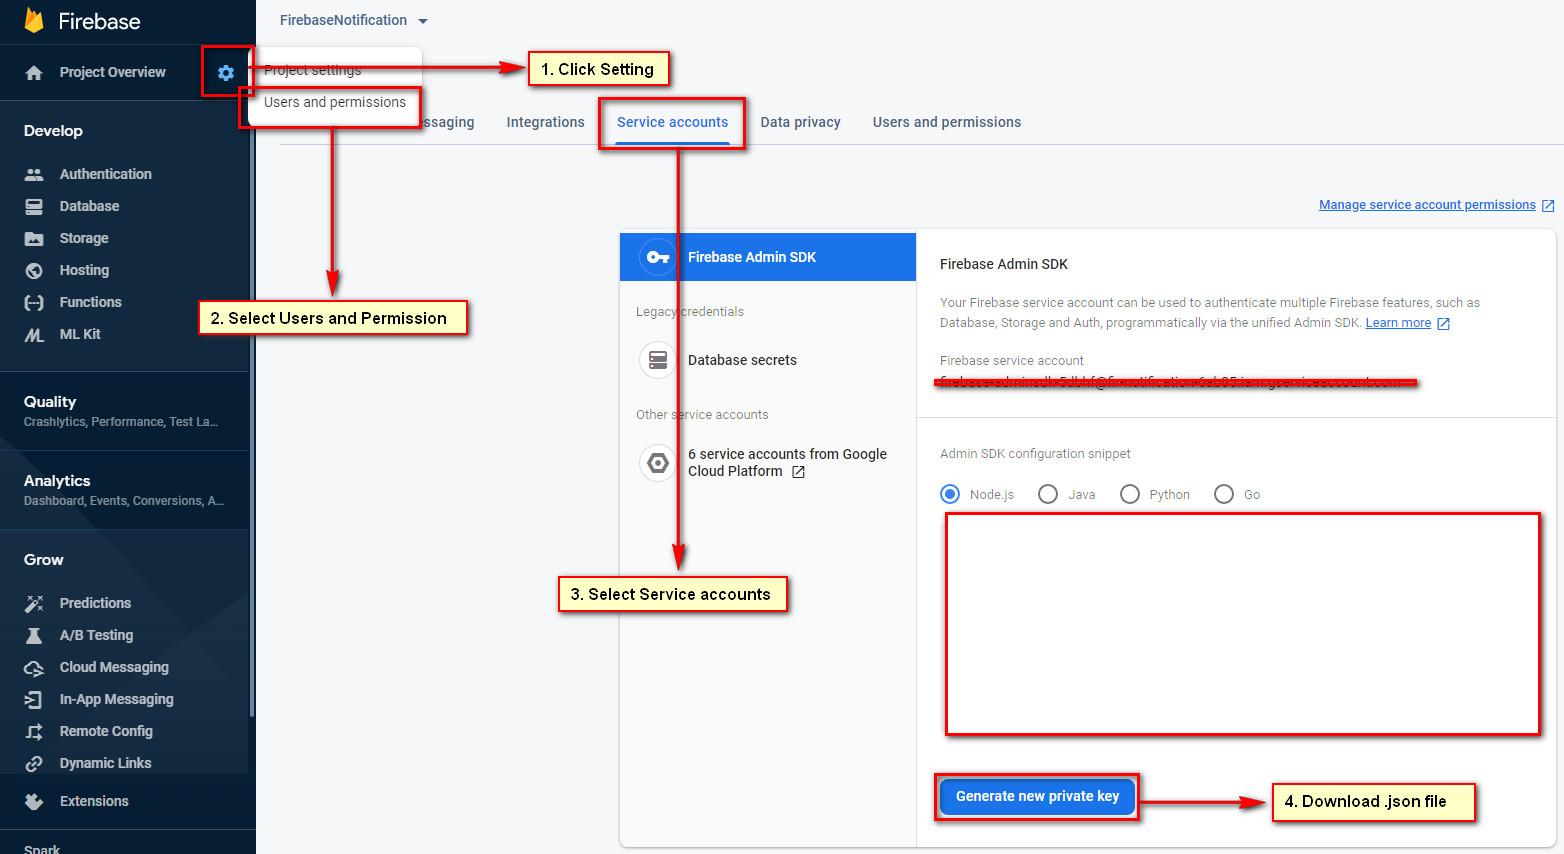 Firebase
FirebaseNotification
Project Overview
Project settings
1. Click Setting
Users and permissions
essaging
Integrations
Service accounts
Data privacy
Users and permissions
Develop
Authentication
Database
Storage
Hosting
Functions
ML Kit
2. Select Users and Permission
Quality
Crashlytics, Performance, Test La...
Analytics
Dashboard, Events, Conversions, A...
Grow
Predictions
A/B Testing
Cloud Messaging
In-App Messaging
Remote Config
Dynamic Links
Extensions
Spark
Manage service account permissions
Firebase Admin SDK
Legacy credentials
Database secrets
Other service accounts
6 service accounts from Google
Cloud Platform
3. Select Service accounts
Firebase Admin SDK
Your Firebase service account can be used to authenticate multiple Firebase features, such as
Database, Storage and Auth, programmatically via the unified Admin SDK. Learn more
Firebase service account
Admin SDK configuration snippet
Node.js
Java
Python
Go
Generate new private key
4. Download .json file